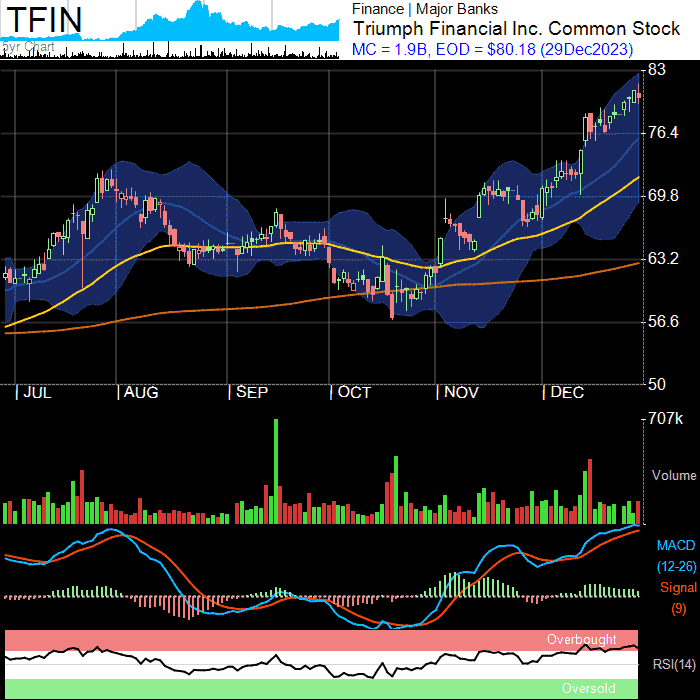 TFIN
5yr Chart
Finance | Major Banks
Triumph Financial Inc. Common Stock
MC = 1.9B, EOD = $80.18 (29Dec2023)
83
76.4
69.8
63.2
56.6
50
| JUL | AUG | SEP | OCT | NOV | DEC
707k
Volume
MACD
(12-26)
Signal
(9)
Overbought
RSI(14)
Oversold